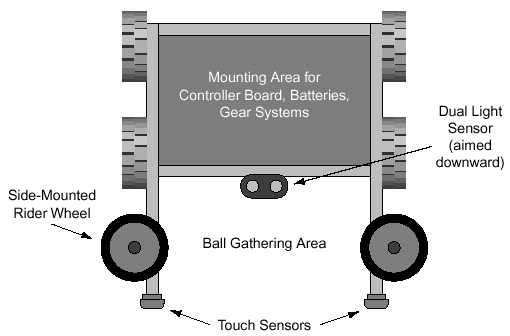 Mounting Area for
Controller Board, Batteries,
Gear Systems
Dual Light
Sensor
(aimed
downward)
Side-Mounted
Rider Wheel
Ball Gathering Area
Touch Sensors